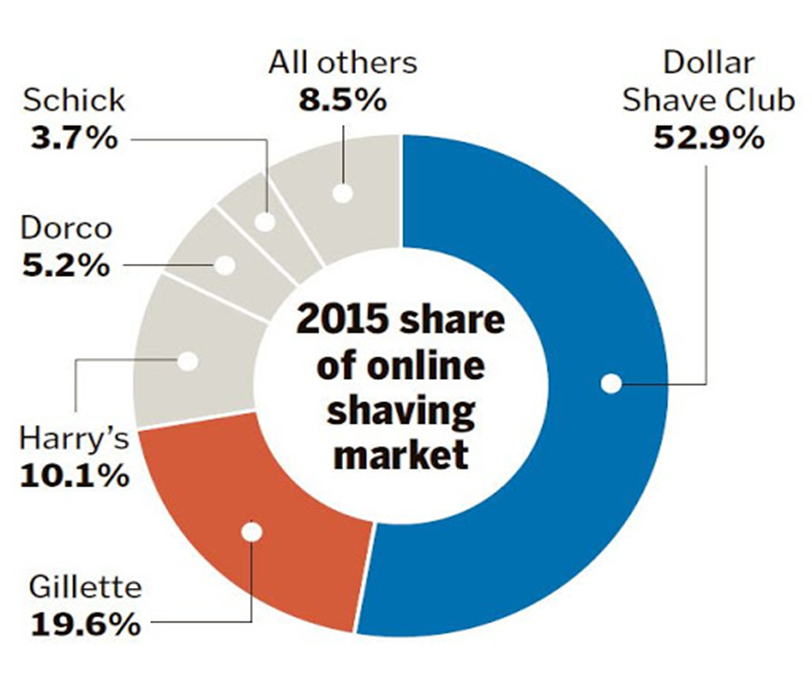 All others
8.5%
Dollar
Shave Club
52.9%
Schick
3.7%
Dorco
5.2%
2015 share
of online
shaving
market
Harry’s
10.1%
Gillette
19.6%